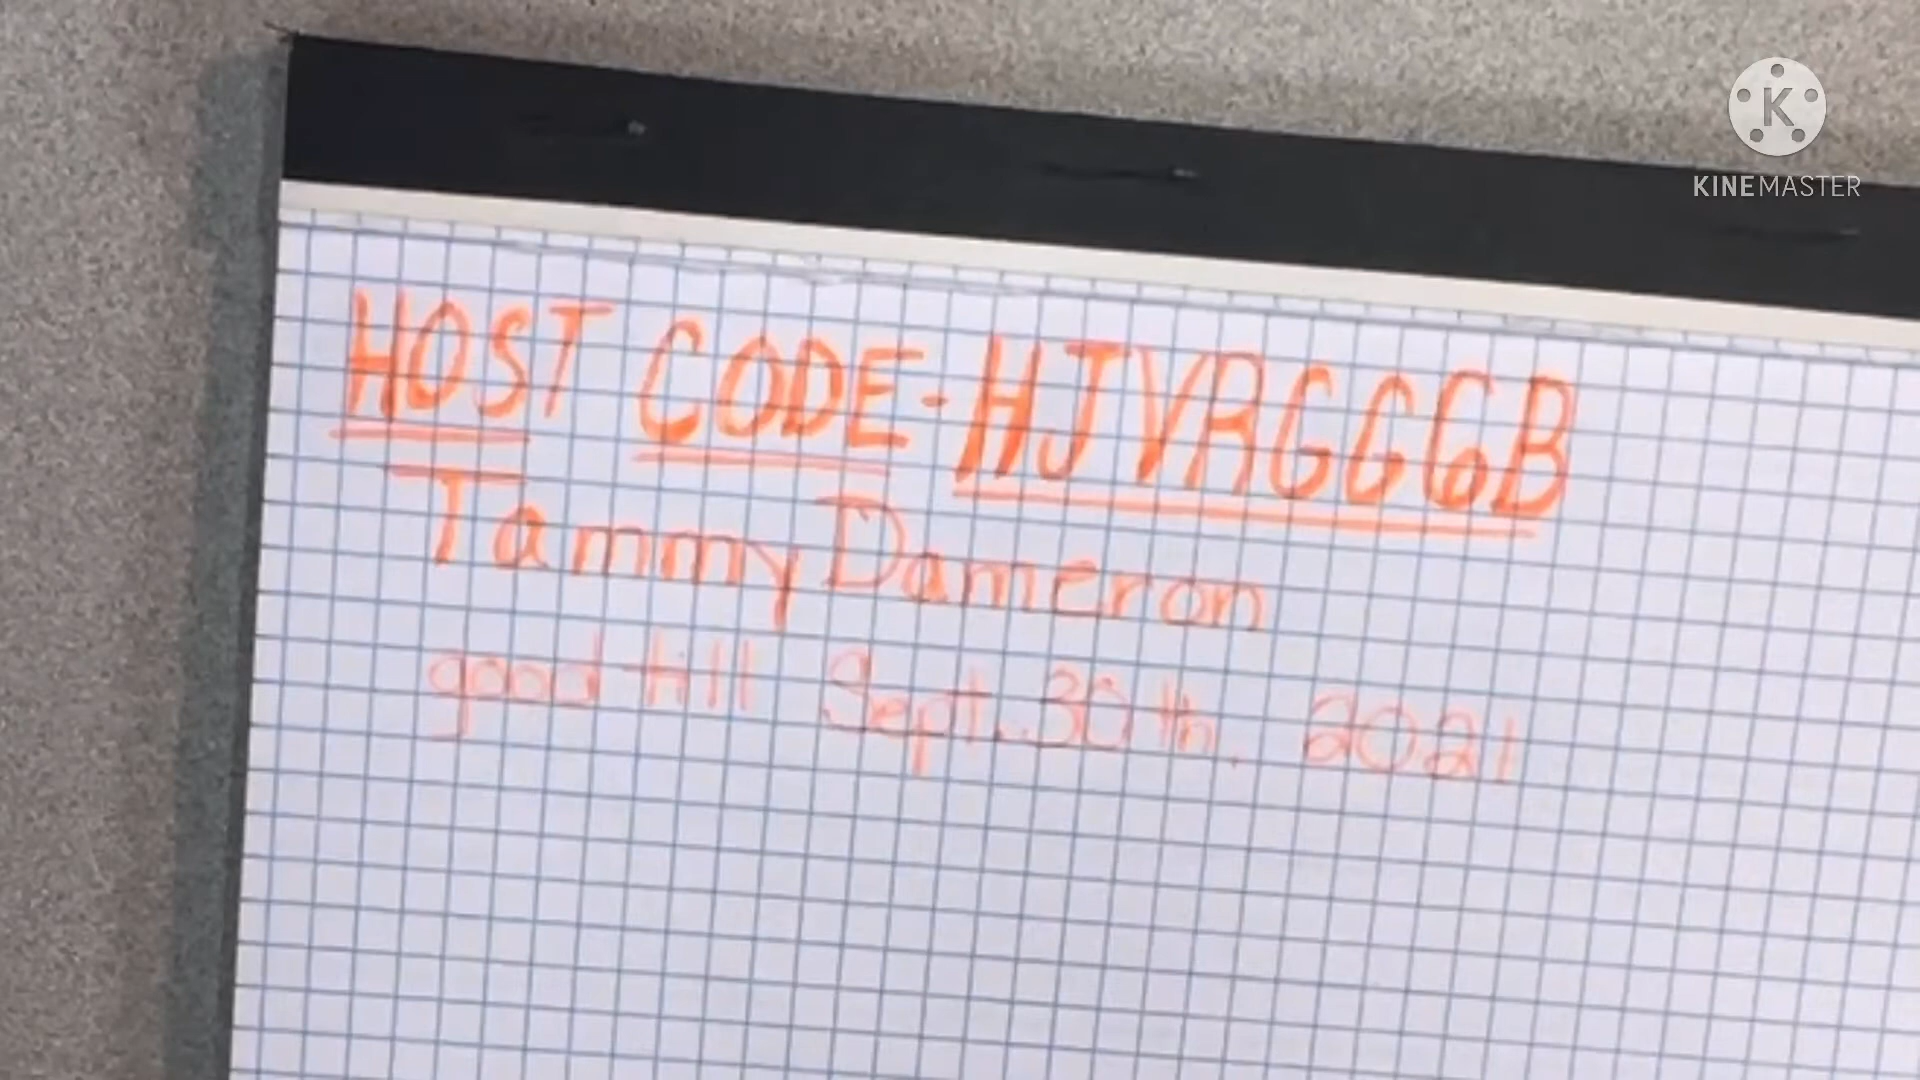 HOST CODE-HJVRGGGB
Tammy Dameron
good till Sept. 30th. 2021
KINEMASTER